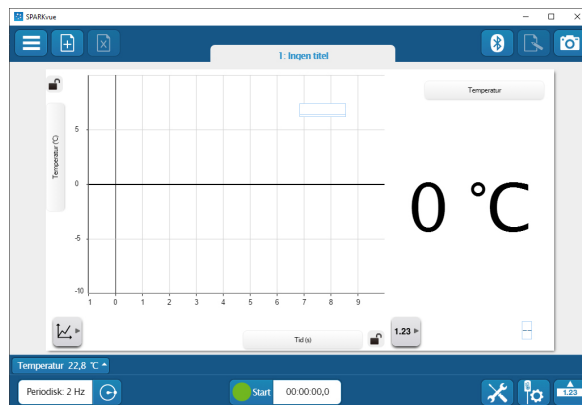 SPARKvue
1: Ingen titel
Temperatur
Temperatur (°C)
5
0
-5
-10
0 °C
1 0 1 2 3 4 5 6 7 8 9
Tid (s)
1.23
--
Temperatur 22,8 °C
Periodisk: 2 Hz
Start
00:00:00,0
1.23